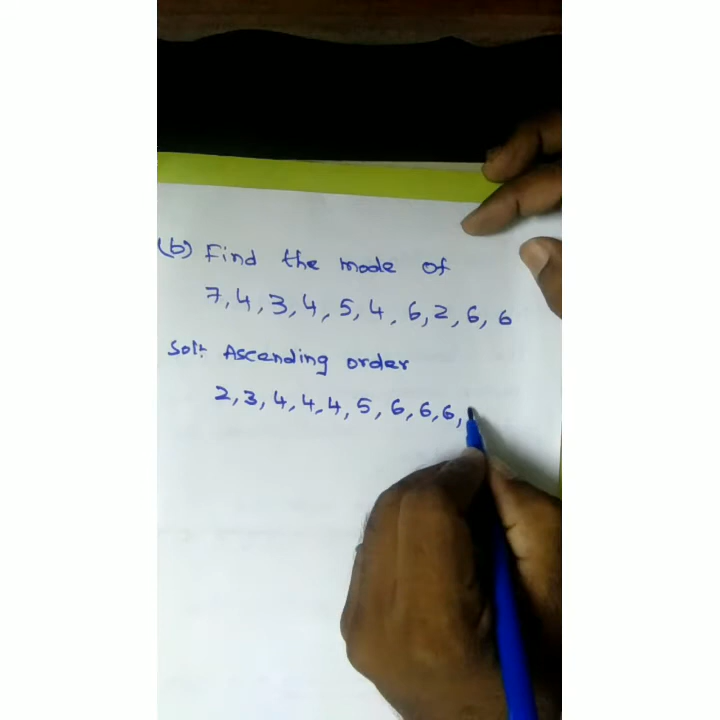 (b) Find the mode of
7,4,3,4,5,4,6,2,6,6
Sol: Ascending order
2,3,4,4,4,5,6,6,6,